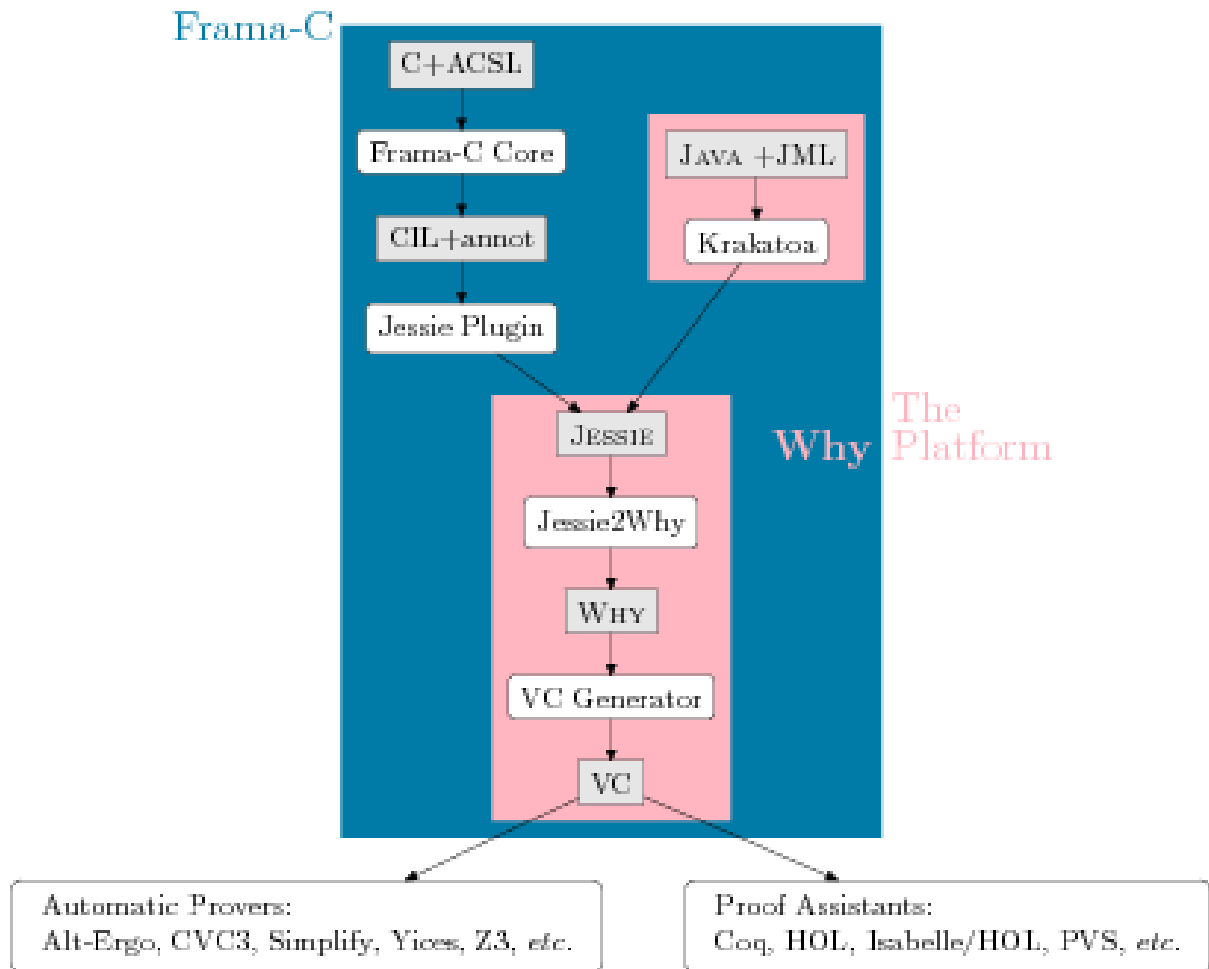 Frama-C
C+ACSL
Frama-C Core
JAVA +JML
CIL+annot
Krakatoa
Jessie Plugin
The
Why Platform
JESSIE
Jessie2Why
WHY
VC Generator
VC
Automatic Provers:
Alt-Ergo, CVC3, Simplify, Yices, Z3, etc.
Proof Assistants:
Coq, HOL, Isabelle/HOL, PVS, etc.